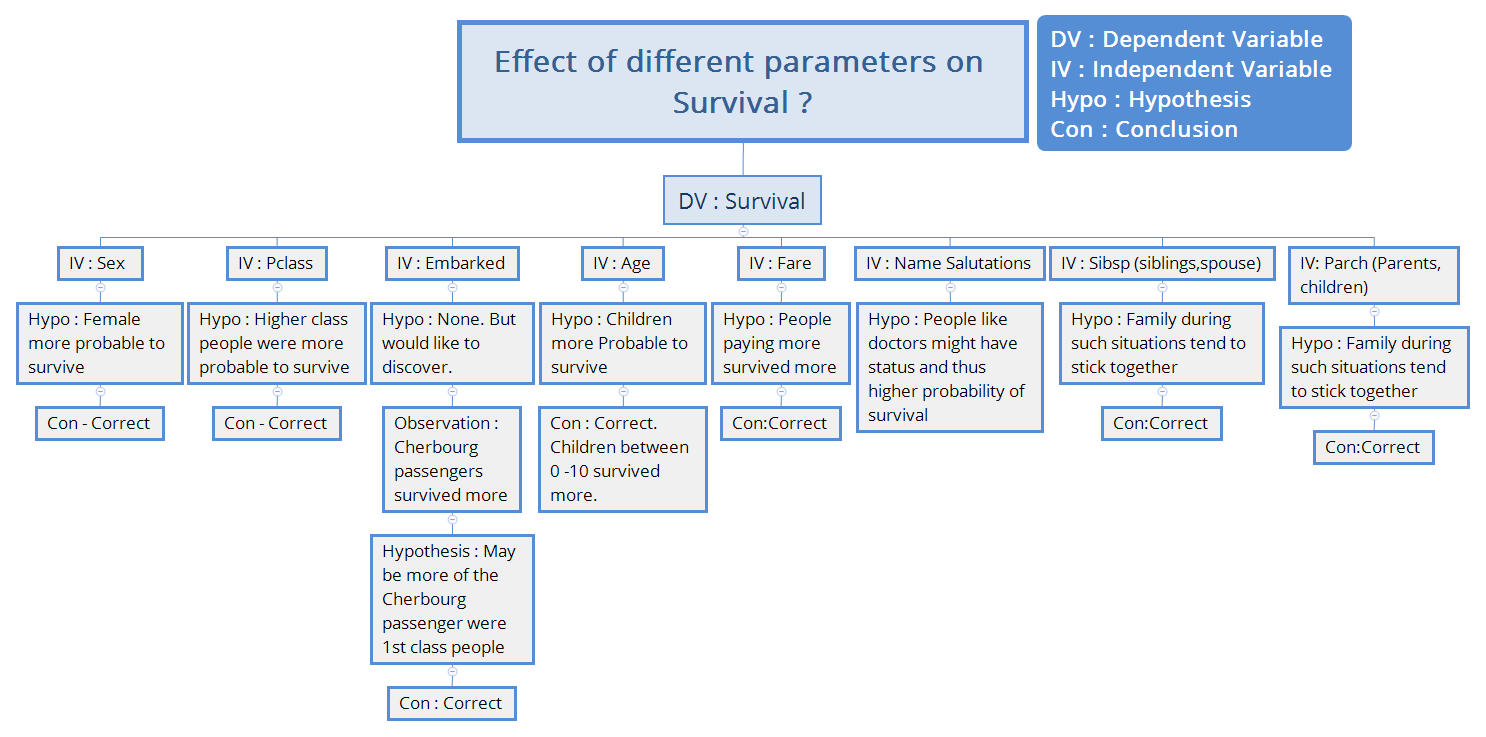 Effect of different parameters on
Survival ?
DV : Dependent Variable
IV : Independent Variable
Hypo : Hypothesis
Con : Conclusion
DV : Survival
IV : Sex
Hypo : Female
more probable to
survive
Con - Correct
IV : Pclass
Hypo : Higher class
people were more
probable to survive
Con - Correct
IV : Embarked
Hypo : None. But
would like to
discover.
Observation :
Cherbourg
passengers
survived more
Hypothesis : May
be more of the
Cherbourg
passenger were
1st class people
Con : Correct
IV : Age
Hypo : Children
more Probable to
survive
Con : Correct.
Children between
0 -10 survived
more.
IV : Fare
Hypo : People
paying more
survived more
Con:Correct
IV : Name Salutations
Hypo : People like
doctors might have
status and thus
higher probability of
survival
IV : Sibsp (siblings,spouse)
Hypo : Family during
such situations tend to
stick together
Con:Correct
IV: Parch (Parents,
children)
Hypo : Family during
such situations tend
to stick together
Con:Correct